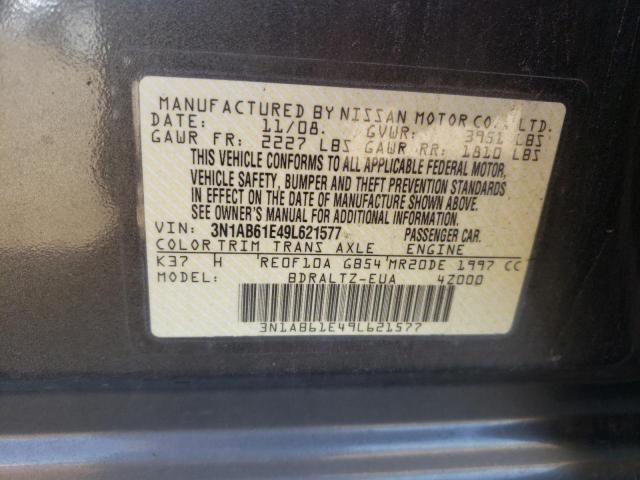 MANUFACTURED BY NISSAN MOTOR CO., LTD.
DATE: 11/08. GVWR: 3951 LBS
GAWR FR: 2227 LBS GAWR RR: 1810 LBS
THIS VEHICLE CONFORMS TO ALL APPLICABLE FEDERAL MOTOR,
VEHICLE SAFETY, BUMPER AND THEFT PREVENTION STANDARDS
IN EFFECT ON THE DATE OF MANUFACTURE SHOWN ABOVE.
SEE OWNER'S MANUAL FOR ADDITIONAL INFORMATION
VIN: 3N1AB61E49L621577 PASSENGER CAR.
COLOR TRIM TRANS AXLE ENGINE
K37 H RE0F10A GB54 MR20DE 1997 CC
MODEL: BDRALTZ-EUA 4Z000
3N1AB61E49L621577